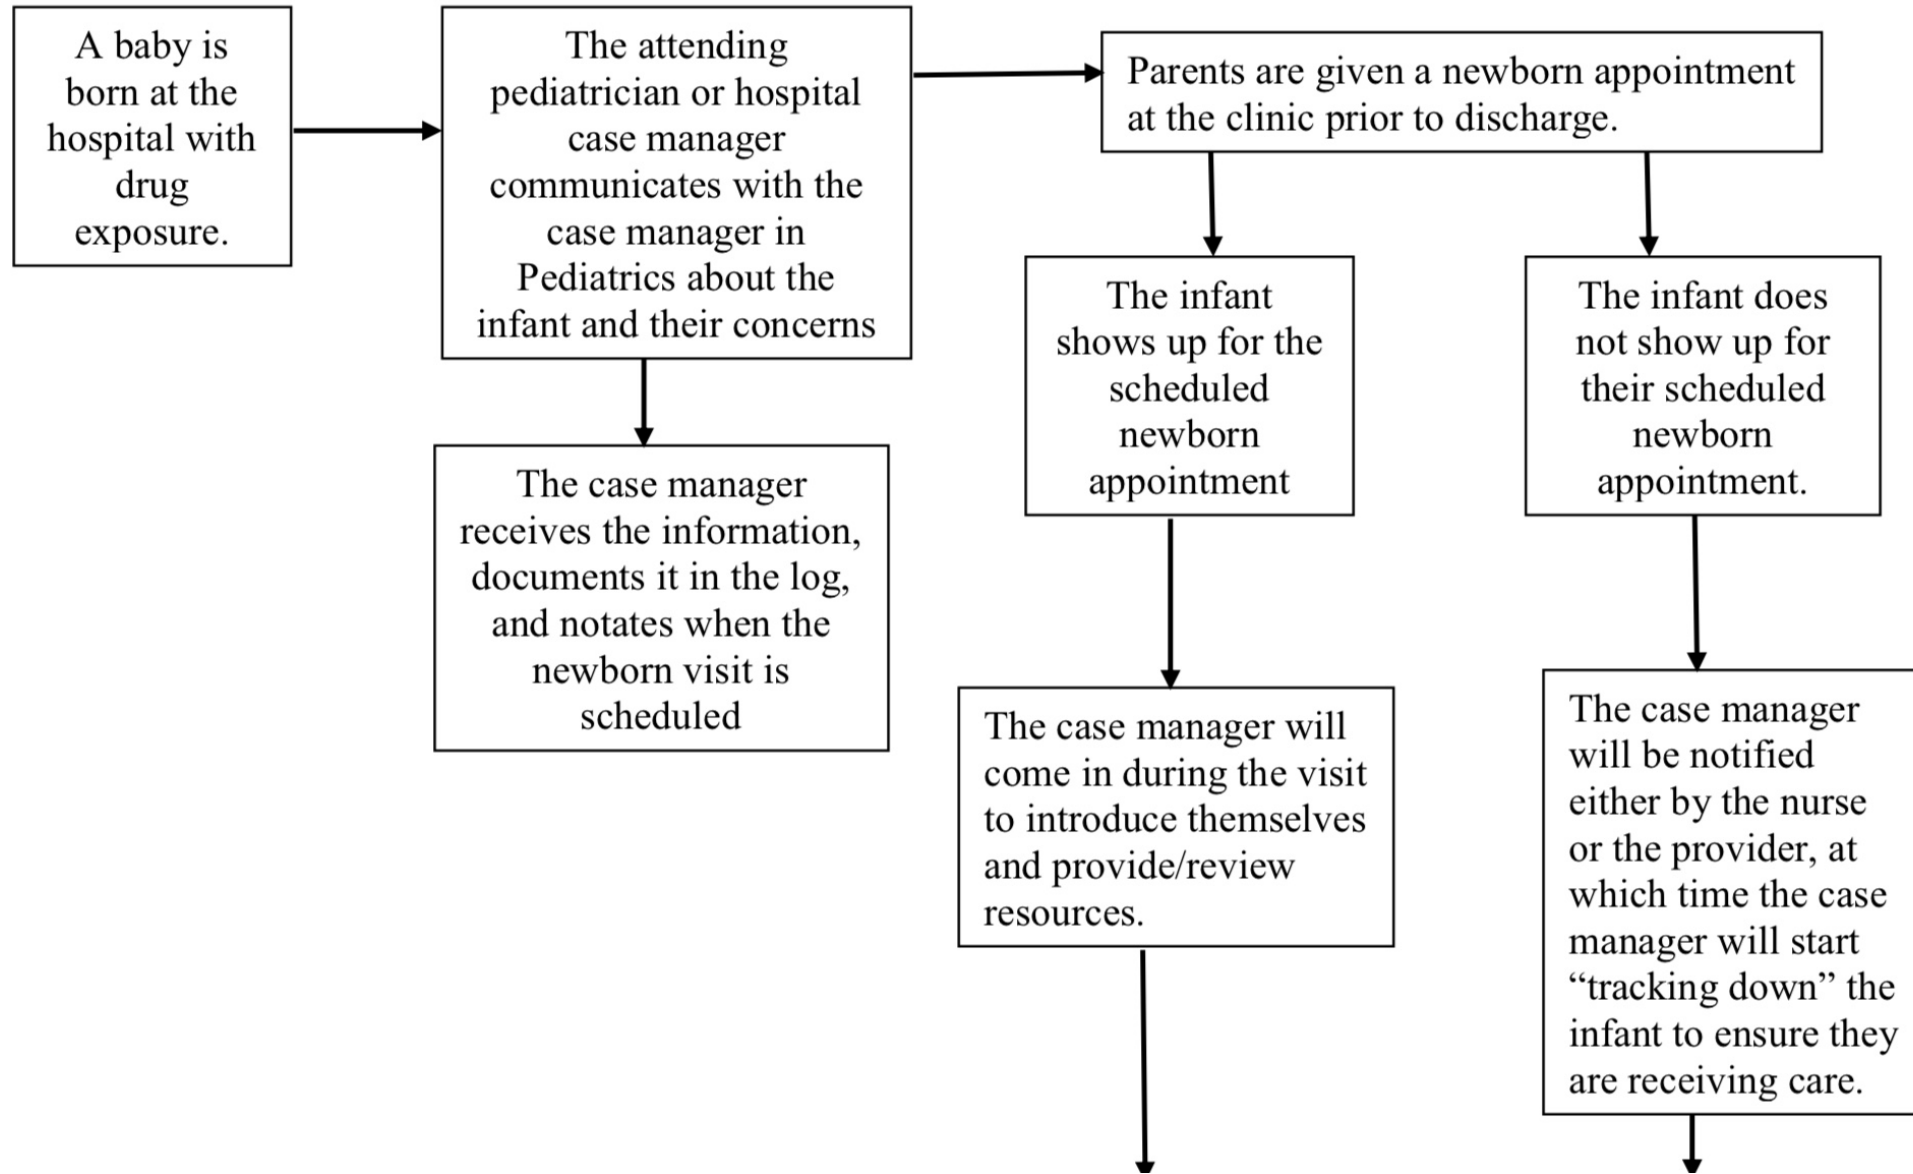 A baby is
born at the
hospital with
drug
exposure.
The attending
pediatrician or hospital
case manager
communicates with the
case manager in
Pediatrics about the
infant and their concerns
Parents are given a newborn appointment
at the clinic prior to discharge.
The case manager
receives the information,
documents it in the log,
and notates when the
newborn visit is
scheduled
The infant
shows up for the
scheduled
newborn
appointment
The infant does
not show up for
their scheduled
newborn
appointment.
The case manager will
come in during the visit
to introduce themselves
and provide/review
resources.
The case manager
will be notified
either by the nurse
or the provider, at
which time the case
manager will start
“tracking down” the
infant to ensure they
are receiving care.